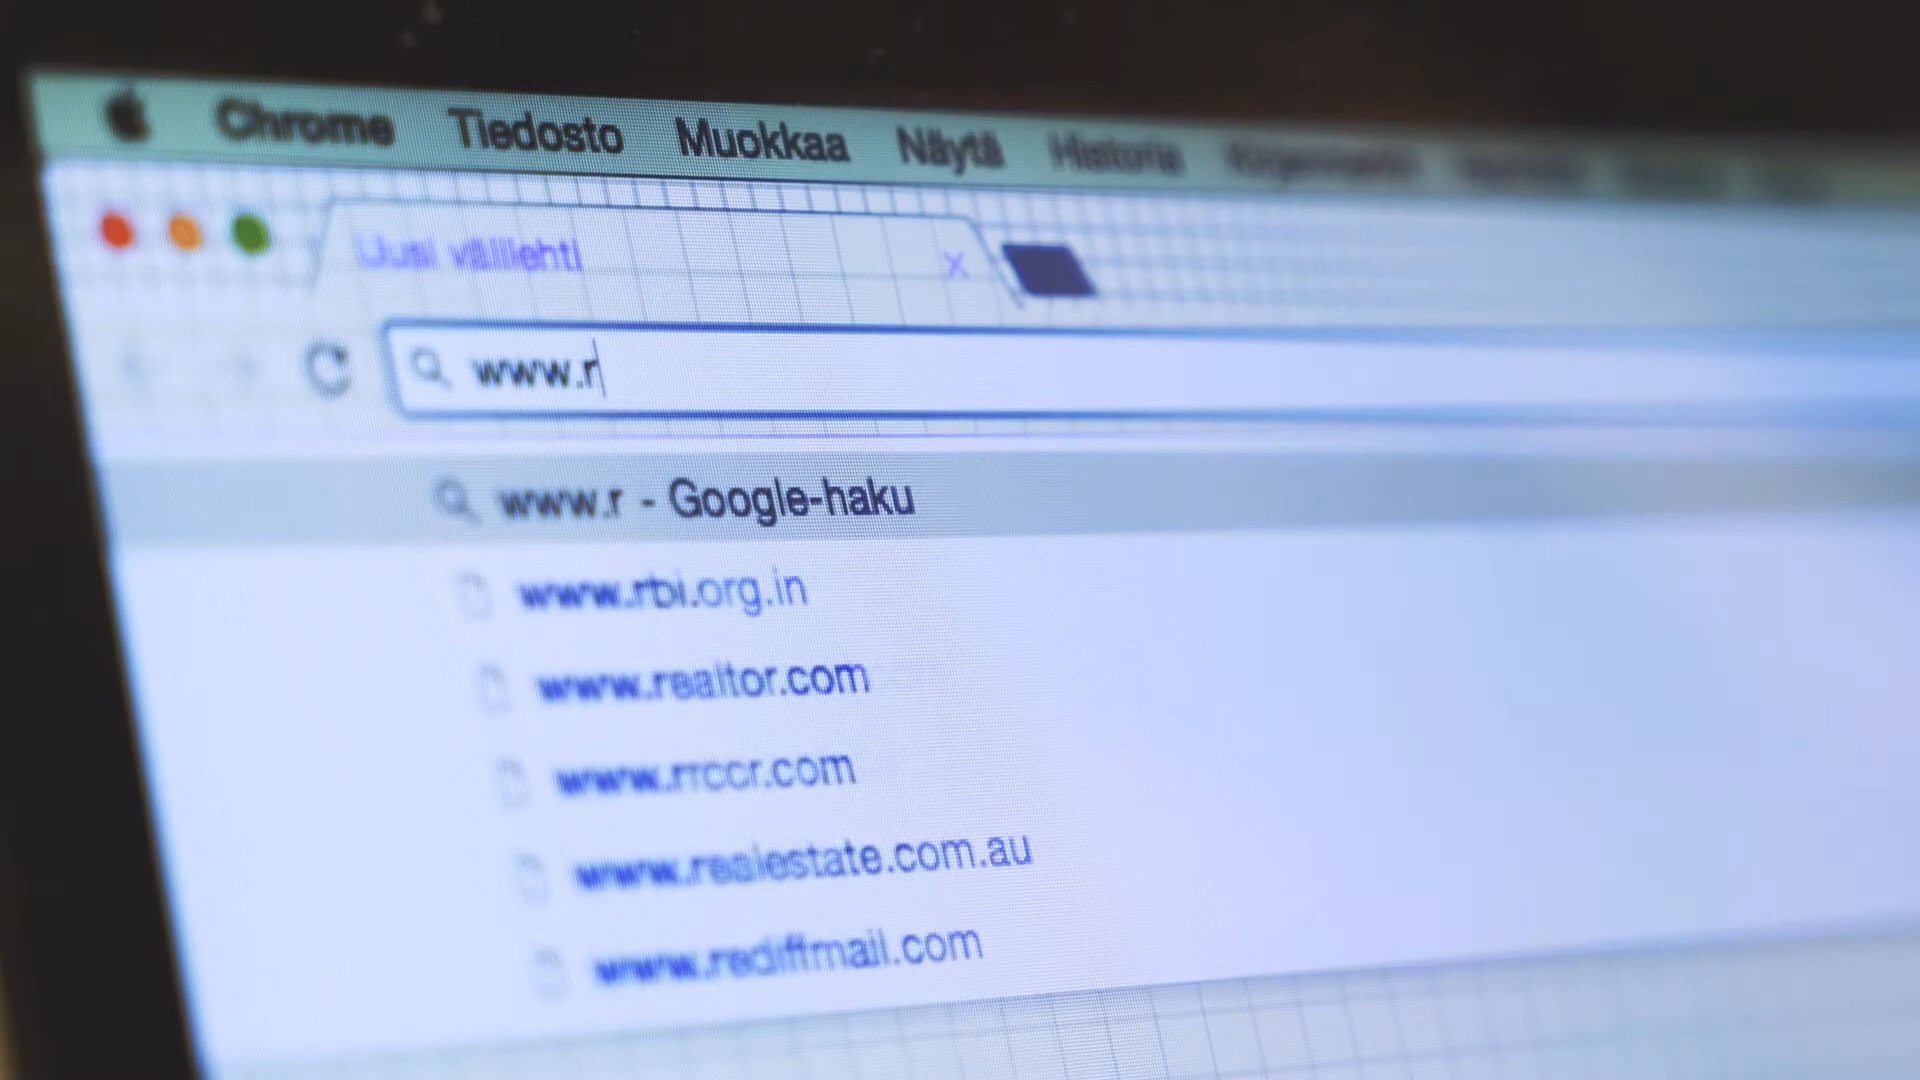 Chrome Tiedosto Muokkaa Näytä Historia
Uusi välilehti
www.r
www.r - Google-haku
www.rbi.org.in
www.realtor.com
www.rrccr.com
www.realestate.com.au
www.rediffmail.com